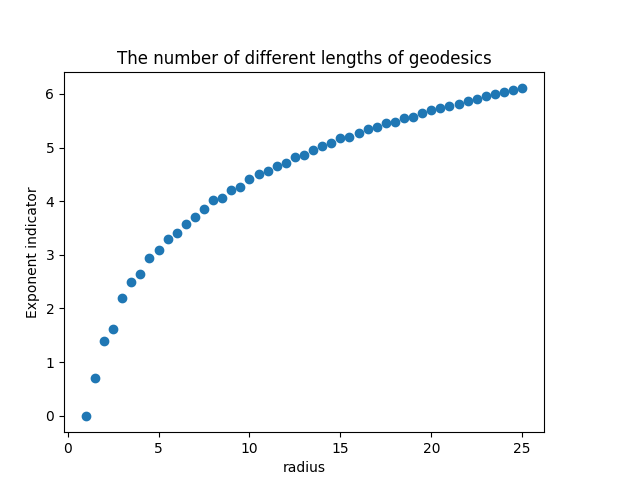 The number of different lengths of geodesics
6
5
4
3
2
1
0
Exponent indicator
0 5 10 15 20 25
radius